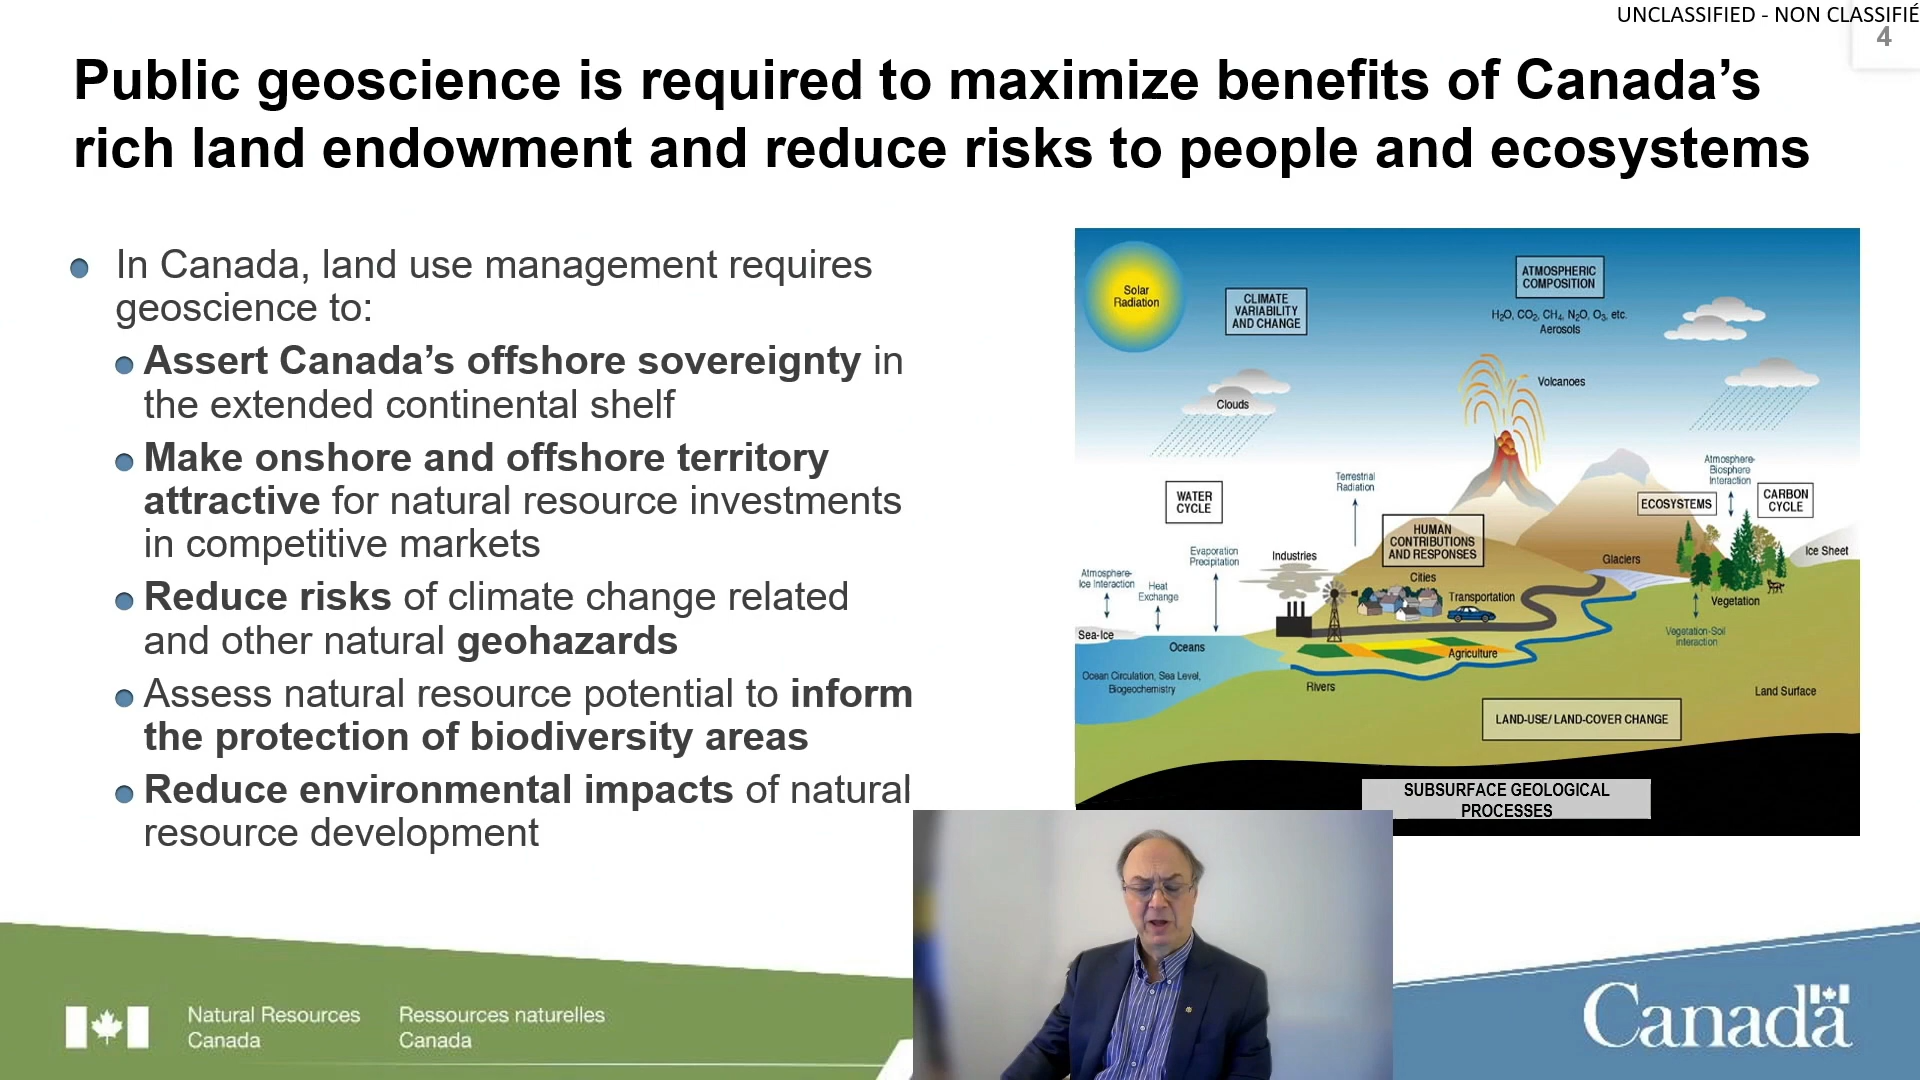 UNCLASSIFIED - NON CLASSIFIÉ
4
Public geoscience is required to maximize benefits of Canada’s
rich land endowment and reduce risks to people and ecosystems
In Canada, land use management requires
geoscience to:
Assert Canada’s offshore sovereignty in
the extended continental shelf
Make onshore and offshore territory
attractive for natural resource investments
in competitive markets
Reduce risks of climate change related
and other natural geohazards
Assess natural resource potential to inform
the protection of biodiversity areas
Reduce environmental impacts of natural
resource development
Solar
Radiation
CLIMATE
VARIABILITY
AND CHANGE
ATMOSPHERIC
COMPOSITION
H₂O, CO₂, CH₄, N₂O, O₃, etc.
Aerosols
Clouds
Volcanoes
WATER
CYCLE
Terrestrial
Radiation
Atmosphere-
Biosphere
Interaction
ECOSYSTEMS
CARBON
CYCLE
HUMAN
CONTRIBUTIONS
AND RESPONSES
Evaporation
Precipitation
Industries
Glaciers
Ice Sheet
Atmosphere-
Ice Interaction
Heat
Exchange
Cities
Transportation
Vegetation
Sea-Ice
Oceans
Agriculture
Vegetation-Soil
interaction
Ocean Circulation, Sea Level,
Biogeochemistry
Rivers
Land Surface
LAND-USE/ LAND-COVER CHANGE
SUBSURFACE GEOLOGICAL
PROCESSES
Natural Resources
Canada
Ressources naturelles
Canada
Canada